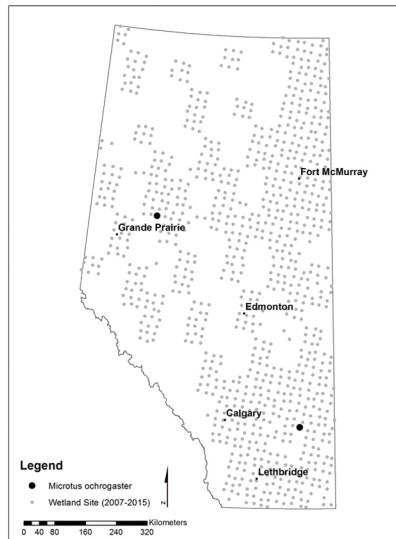 Fort McMurray
Grande Prairie
Edmonton
Calgary
Lethbridge
Legend
Microtus ochrogaster
Wetland Site (2007-2015)
Kilometers
0 40 80 160 240 320
N